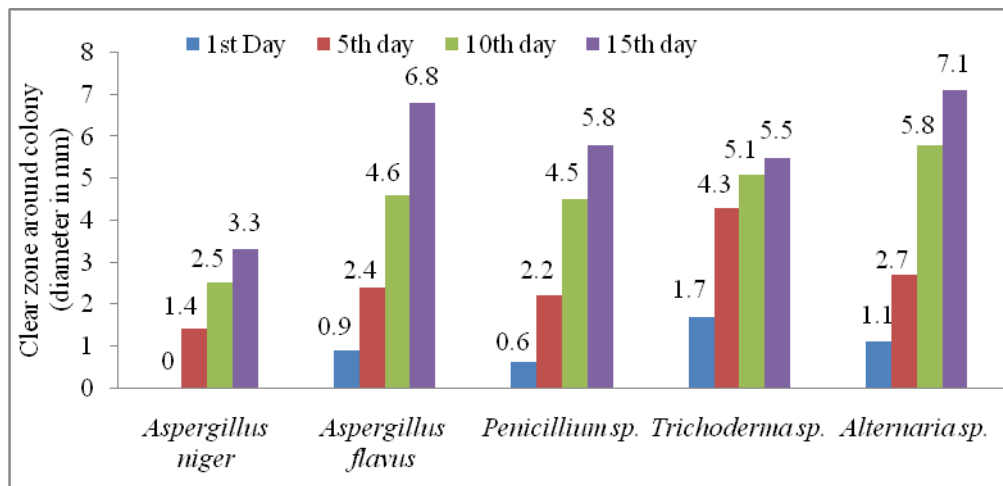 1st Day 5th day 10th day 15th day
Clear zone around colony
(diameter in mm)
8
7
6
5
4
3
2
1
0
0 1.4 2.5 3.3
0.9 2.4 4.6 6.8
0.6 2.2 4.5 5.8
1.7 4.3 5.1 5.5
1.1 2.7 5.8 7.1
Aspergillus
niger
Aspergillus
flavus
Penicillium sp.
Trichoderma sp.
Alternaria sp.